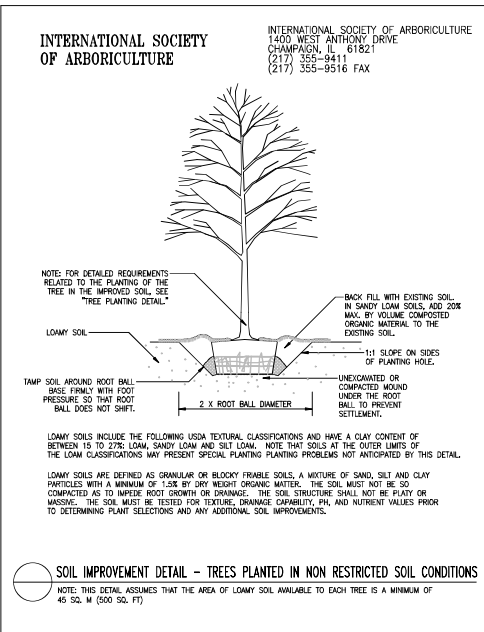 INTERNATIONAL SOCIETY
OF ARBORICULTURE
INTERNATIONAL SOCIETY OF ARBORICULTURE
1400 WEST ANTHONY DRIVE
CHAMPAIGN, IL 61821
(217) 355-9411
(217) 355-9516 FAX
NOTE: FOR DETAILED REQUIREMENTS
RELATED TO THE PLANTING OF THE
TREE IN THE IMPROVED SOIL, SEE
"TREE PLANTING DETAIL."
LOAMY SOIL
TAMP SOIL AROUND ROOT BALL
BASE FIRMLY WITH FOOT
PRESSURE SO THAT ROOT
BALL DOES NOT SHIFT.
BACK FILL WITH EXISTING SOIL.
IN SANDY LOAM SOILS, ADD 20%
MAX. BY VOLUME COMPOSTED
ORGANIC MATERIAL TO THE
EXISTING SOIL.
1:1 SLOPE ON SIDES
OF PLANTING HOLE.
UNEXCAVATED OR
COMPACTED MOUND
UNDER THE ROOT
BALL TO PREVENT
SETTLEMENT.
2 X ROOT BALL DIAMETER
LOAMY SOILS INCLUDE THE FOLLOWING USDA TEXTURAL CLASSIFICATIONS AND HAVE A CLAY CONTENT OF
BETWEEN 15 TO 27%: LOAM, SANDY LOAM AND SILT LOAM. NOTE THAT SOILS AT THE OUTER LIMITS OF
THE LOAM CLASSIFICATIONS MAY PRESENT SPECIAL PLANTING PLANTING PROBLEMS NOT ANTICIPATED BY THIS DETAIL.
LOAMY SOILS ARE DEFINED AS GRANULAR OR BLOCKY FRIABLE SOILS, A MIXTURE OF SAND, SILT AND CLAY
PARTICLES WITH A MINIMUM OF 1.5% BY DRY WEIGHT ORGANIC MATTER. THE SOIL MUST NOT BE SO
COMPACTED AS TO IMPEDE ROOT GROWTH OR DRAINAGE. THE SOIL STRUCTURE SHALL NOT BE PLATY OR
MASSIVE. THE SOIL MUST BE TESTED FOR TEXTURE, DRAINAGE CAPABILITY, PH, AND NUTRIENT VALUES PRIOR
TO DETERMINING PLANT SELECTIONS AND ANY ADDITIONAL SOIL IMPROVEMENTS.
SOIL IMPROVEMENT DETAIL - TREES PLANTED IN NON RESTRICTED SOIL CONDITIONS
NOTE: THIS DETAIL ASSUMES THAT THE AREA OF LOAMY SOIL AVAILABLE TO EACH TREE IS A MINIMUM OF
45 SQ. M (500 SQ. FT)